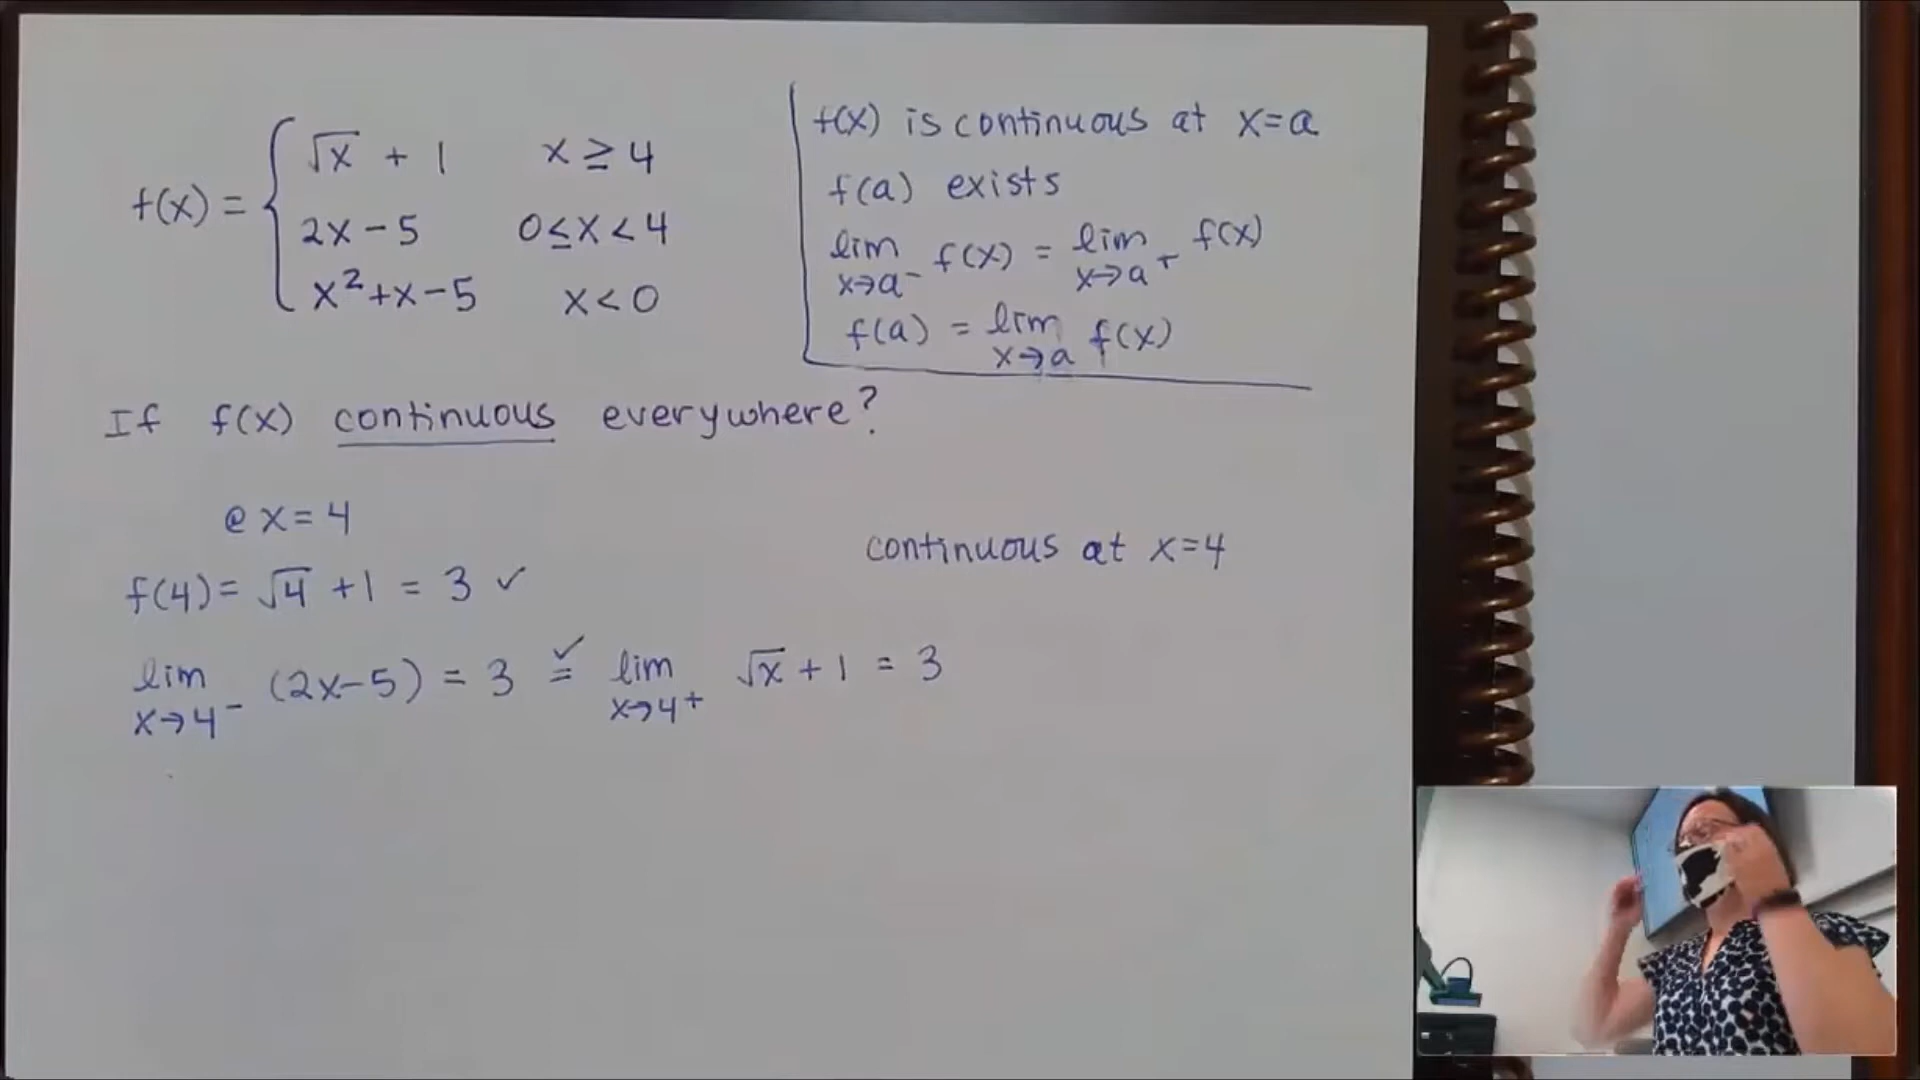 f(x) = { √x + 1 x ≥ 4
2x - 5 0 ≤ x < 4
x² + x - 5 x < 0
f(x) is continuous at x = a
f(a) exists
lim x→a⁻ f(x) = lim x→a⁺ f(x)
f(a) = lim x→a f(x)
If f(x) continuous everywhere?
@ x = 4
continuous at x = 4
f(4) = √4 + 1 = 3 ✓
lim x→4⁻ (2x-5) = 3 ✓= lim x→4⁺ √x + 1 = 3